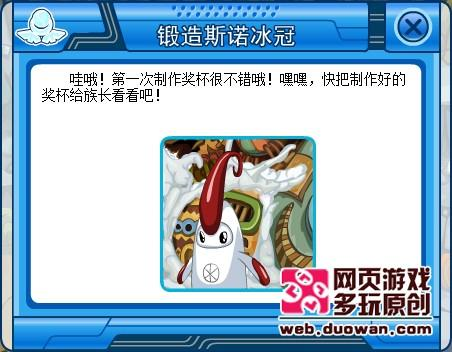 锻造斯诺冰冠
哇哦！第一次制作奖杯很不错哦！嘿嘿，快把制作好的
奖杯给族长看看吧！
网页游戏
多玩原创
web.duowan.com